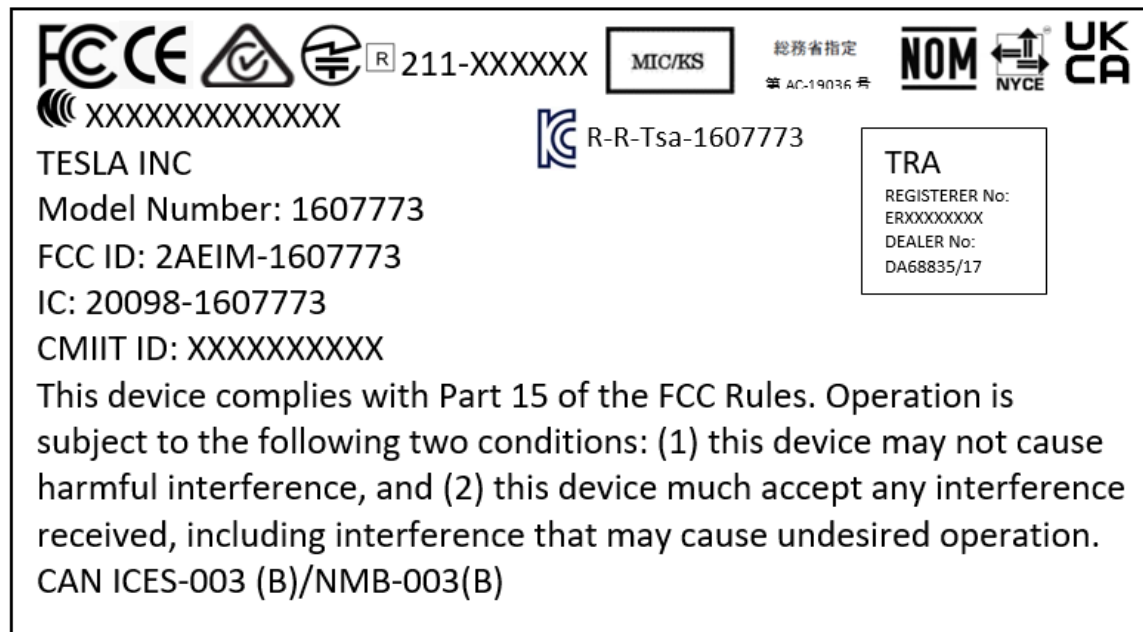 FC CE R 211-XXXXXX MIC/KS 総務省指定 NOM NYCE UK CA
第 AC-19036 号
XXXXXXXXXXXXX
R-R-Tsa-1607773
TESLA INC
Model Number: 1607773
FCC ID: 2AEIM-1607773
IC: 20098-1607773
CMIIT ID: XXXXXXXXXX
TRA
REGISTERER No:
ERXXXXXXXX
DEALER No:
DA68835/17
This device complies with Part 15 of the FCC Rules. Operation is
subject to the following two conditions: (1) this device may not cause
harmful interference, and (2) this device much accept any interference
received, including interference that may cause undesired operation.
CAN ICES-003 (B)/NMB-003(B)